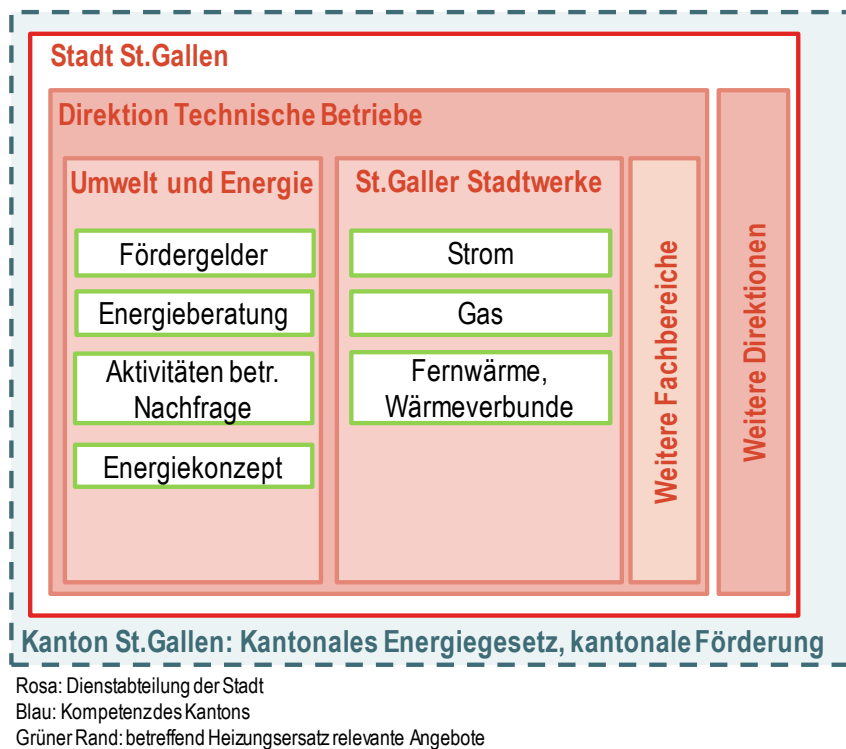 Stadt St.Gallen
Direktion Technische Betriebe
Umwelt und Energie
Fördergelder
Energieberatung
Aktivitäten betr.
Nachfrage
Energiekonzept
St.Galler Stadtwerke
Strom
Gas
Fernwärme,
Wärmeverbunde
Weitere Fachbereiche
Weitere Direktionen
Kanton St.Gallen: Kantonales Energiegesetz, kantonale Förderung
Rosa: Dienstabteilung der Stadt
Blau: Kompetenz des Kantons
Grüner Rand: betreffend Heizungsersatz relevante Angebote